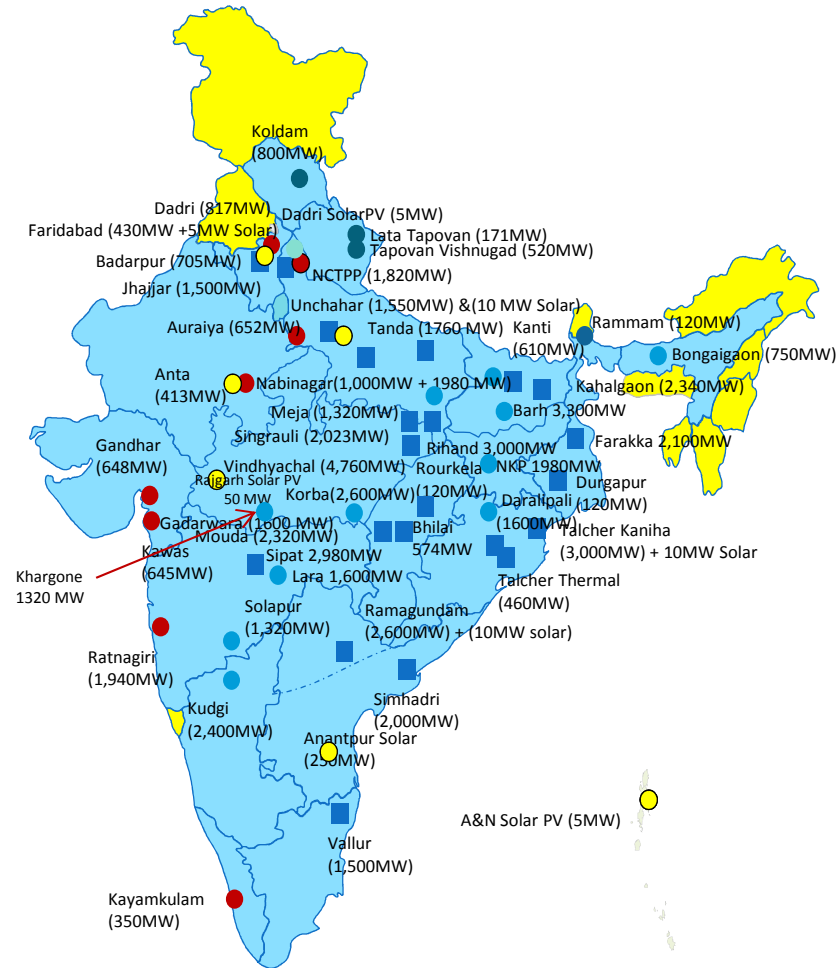 Koldam
(800MW)
Dadri (817MW)
Dadri SolarPV (5MW)
Faridabad (430MW +5MW Solar)
Lata Tapovan (171MW)
Tapovan Vishnugad (520MW)
Badarpur (705MW)
NCTPP (1,820MW)
Jhajjar (1,500MW)
Unchahar (1,550MW) &(10 MW Solar)
Auraiya (652MW)
Tanda (1760 MW)
Kanti
(610MW)
Rammam (120MW)
Bongaigaon (750MW)
Anta
(413MW)
Nabinagar(1,000MW + 1980 MW)
Kahalgaon (2,340MW)
Meja (1,320MW)
Barh 3,300MW
Singrauli (2,023MW)
Farakka 2,100MW
Gandhar
(648MW)
Rihand 3,000MW
Vindhyachal (4,760MW)
Rourkela
(120MW)
NKP 1980MW
Rajgarh Solar PV
50 MW
Korba(2,600MW)
Durgapur
(120MW)
Daralipali
(1600MW)
Gadarwara (1600 MW)
Mouda (2,320MW)
Bhilai
574MW
Talcher Kaniha
(3,000MW) + 10MW Solar
Kawas
(645MW)
Sipat 2,980MW
Khargone
1320 MW
Lara 1,600MW
Talcher Thermal
(460MW)
Solapur
(1,320MW)
Ramagundam
(2,600MW) + (10MW solar)
Ratnagiri
(1,940MW)
Simhadri
(2,000MW)
Kudgi
(2,400MW)
Anantpur Solar
(250MW)
A&N Solar PV (5MW)
Vallur
(1,500MW)
Kayamkulam
(350MW)